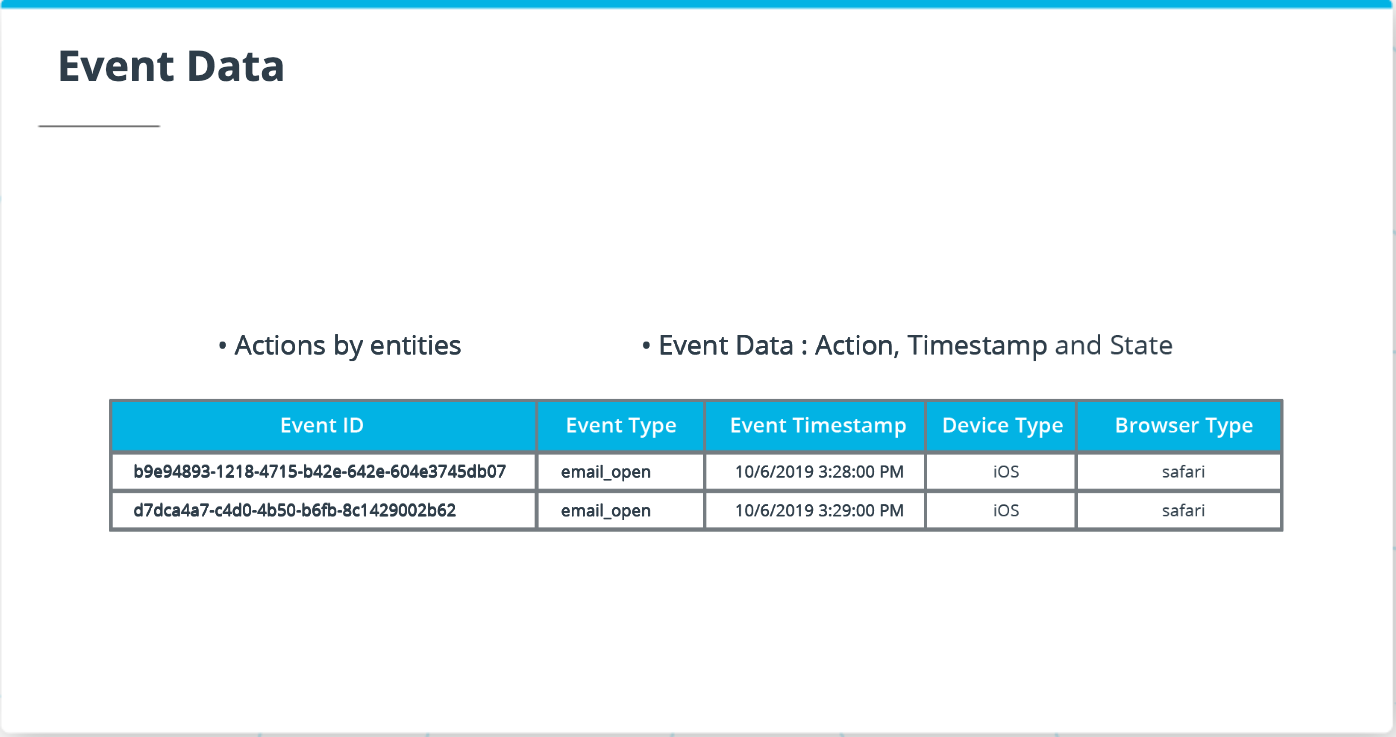 Event Data
• Actions by entities
• Event Data : Action, Timestamp and State
Event ID Event Type Event Timestamp Device Type Browser Type
b9e94893-1218-4715-b42e-642e-604e3745db07 email_open 10/6/2019 3:28:00 PM iOS safari
d7dca4a7-c4d0-4b50-b6fb-8c1429002b62 email_open 10/6/2019 3:29:00 PM iOS safari